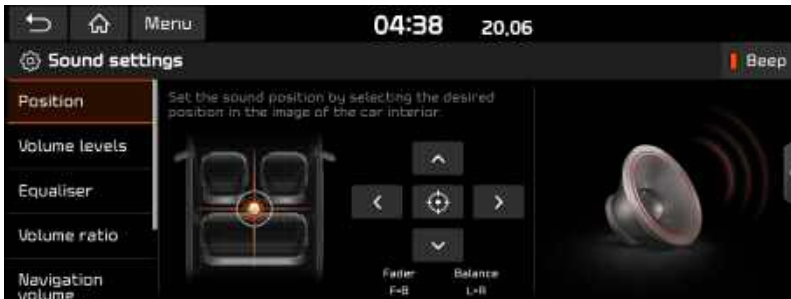 Menu
04:38
20,06
Sound settings
Beep
Position
Set the sound position by selecting the desired
position in the image of the car interior.
Volume levels
Equaliser
Volume ratio
Fader
Balance
F=B
L=R
Navigation
volume